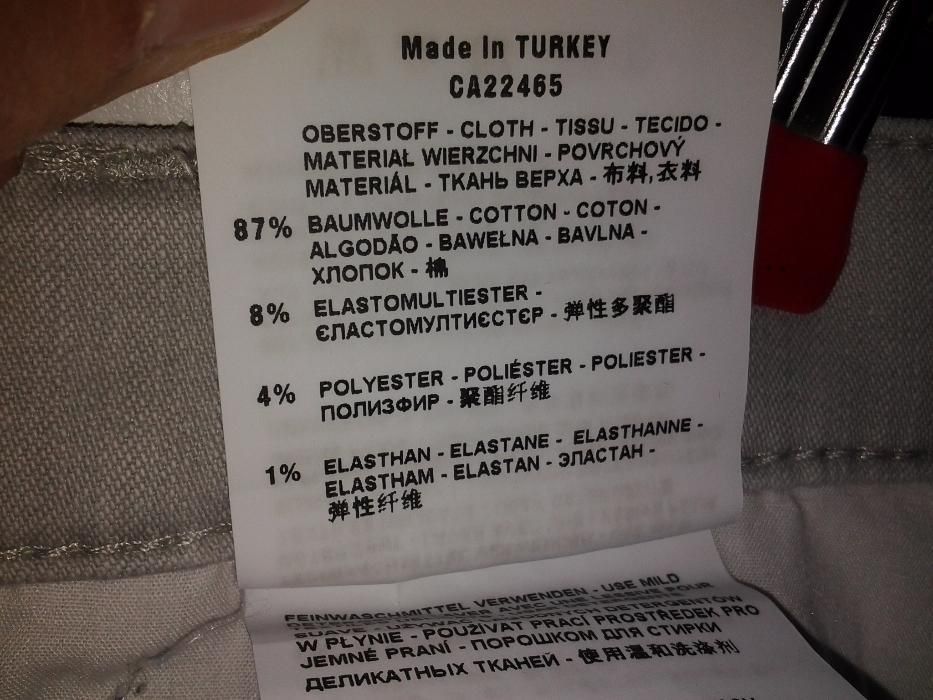 Made In TURKEY
CA22465
OBERSTOFF - CLOTH - TISSU - TECIDO -
MATERIAŁ WIERZCHNI - POVRCHOVÝ
MATERIÁL - ТКАНЬ ВЕРХА - 布料,衣料
87% BAUMWOLLE - COTTON - COTON -
ALGODÃO - BAWEŁNA - BAVLNA -
ХЛОПОК - 棉
8% ELASTOMULTIESTER -
ЄЛАСТОМУЛТИЄСТЄР - 弹性多聚酯
4% POLYESTER - POLIÉSTER - POLIESTER -
ПОЛИЗФИР - 聚酯纤维
1% ELASTHAN - ELASTANE - ELASTHANNE -
ELASTHAM - ELASTAN - ЭЛАСТАН -
弹性纤维
FEINWASCHMITTEL VERWENDEN - USE MILD
W PŁYNIE - POUŽÍVAT PRACÍ PROSTŘEDEK PRO
JEMNÉ PRANÍ - ПОРОШКОМ ДЛЯ СТИРКИ
ДЕЛИКАТНЫХ ТКАНЕЙ - 使用温和洗涤剂